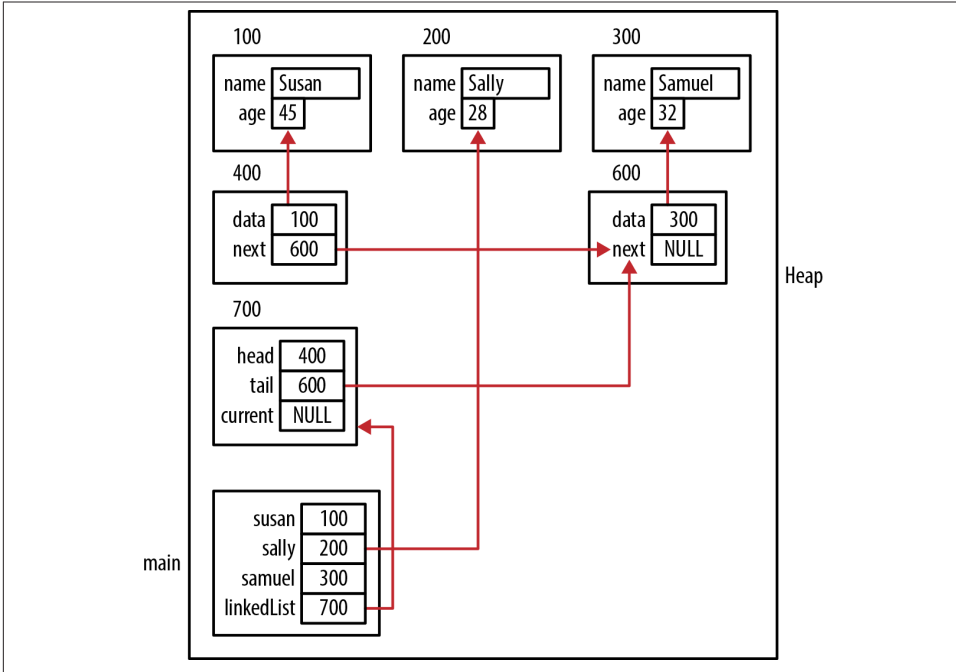 100 200 300
name Susan name Sally name Samuel
age 45 age 28 age 32
400 600
data 100 data 300
next 600 next NULL
Heap
700
head 400
tail 600
current NULL
susan 100
sally 200
main
samuel 300
linkedList 700